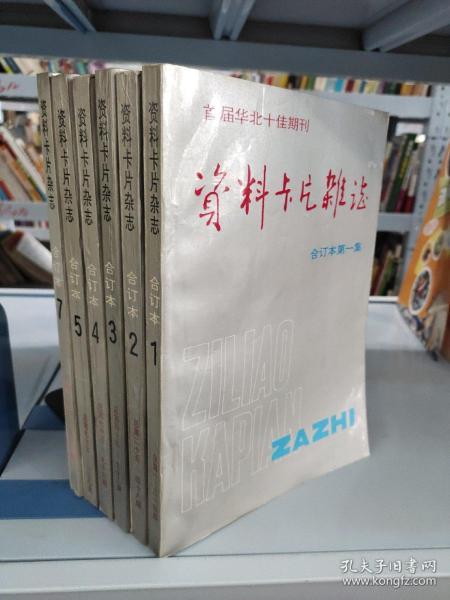 首届华北十佳期刊
资料卡片雜志
合订本第一集
ZILIAO
KAPIAN
ZAZHI
资料卡片杂志 合订本 1
资料卡片杂志 合订本 2
资料卡片杂志 合订本 3
资料卡片杂志 合订本 4
资料卡片杂志 合订本 5
资料卡片杂志 合订本 7
孔夫子旧书网
www.kongfz.com